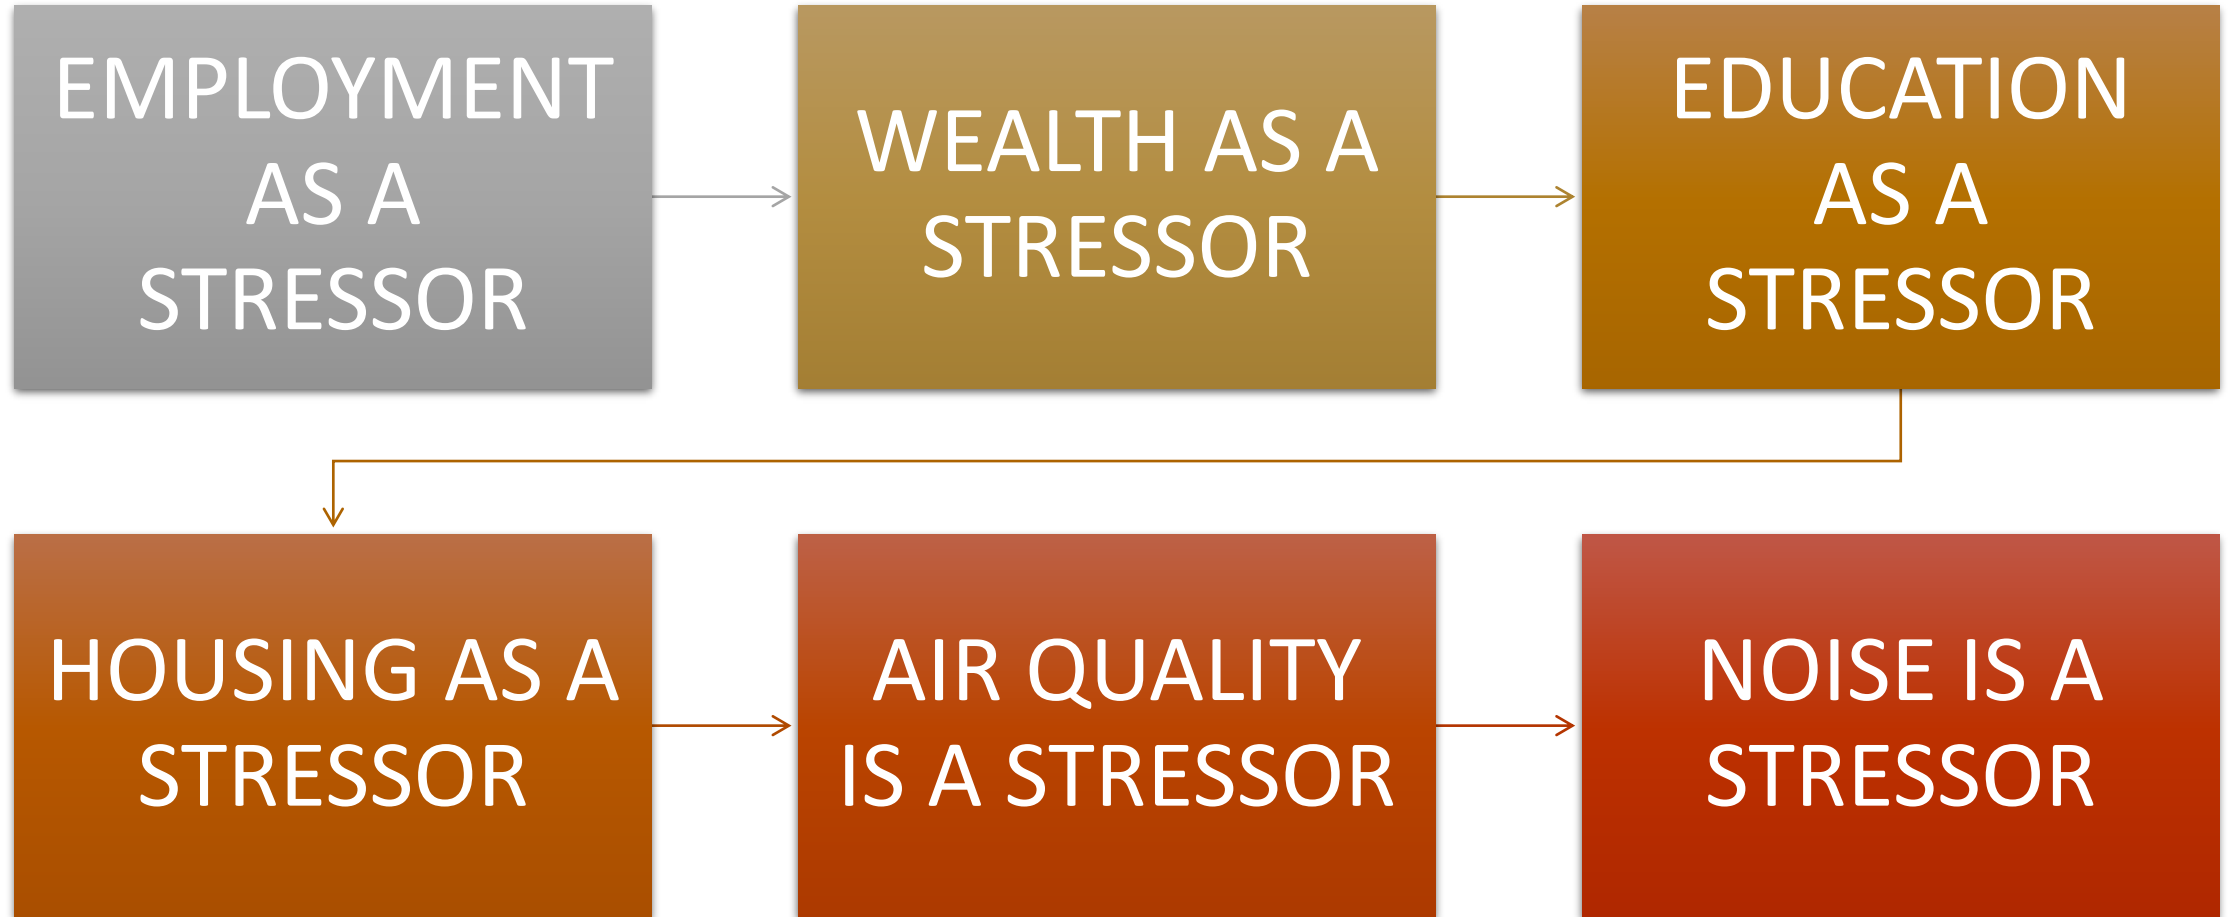 EMPLOYMENT
AS A
STRESSOR
WEALTH AS A
STRESSOR
EDUCATION
AS A
STRESSOR
HOUSING AS A
STRESSOR
AIR QUALITY
IS A STRESSOR
NOISE IS A
STRESSOR